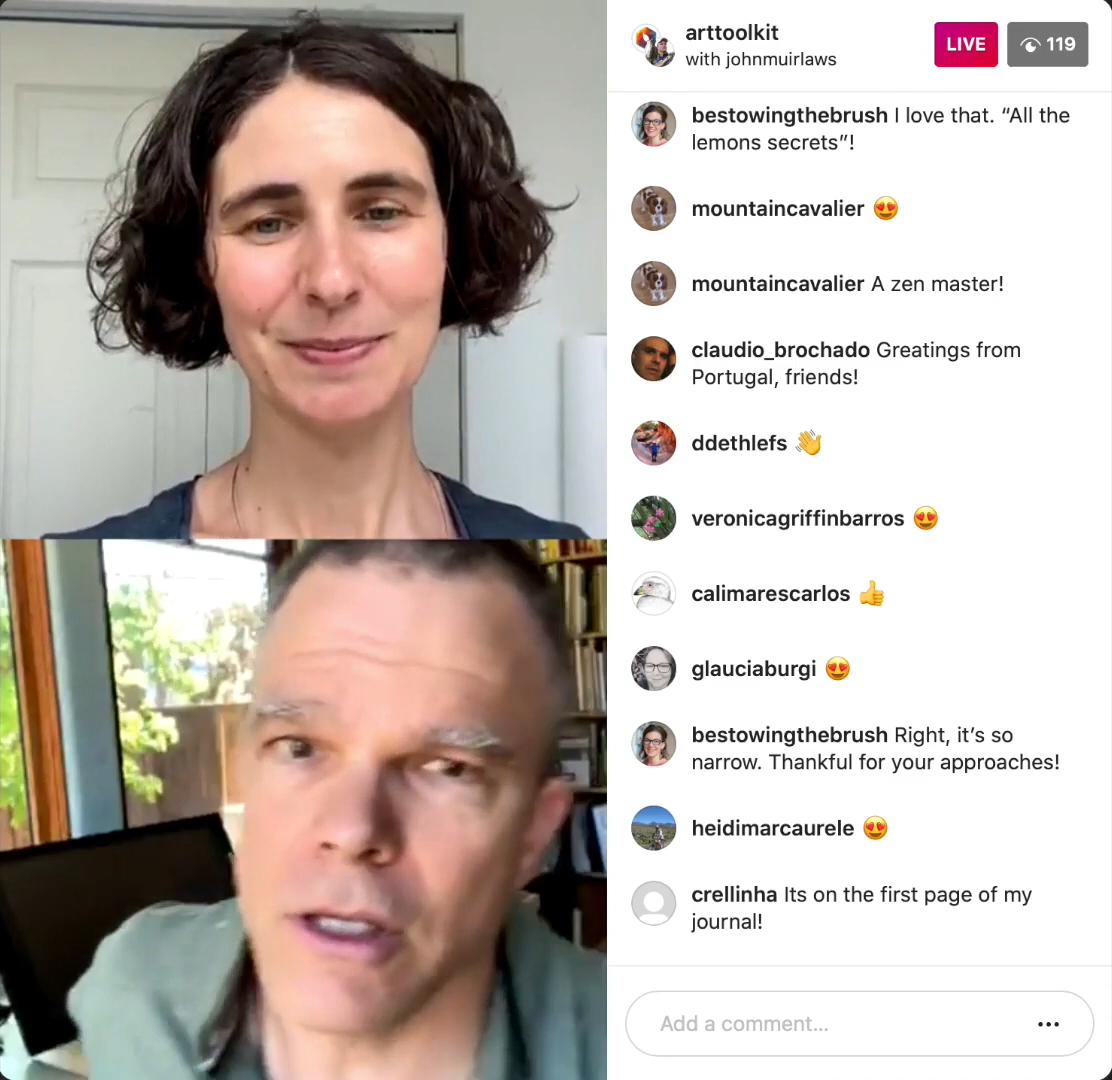 arttoolkit
with johnmuirlaws
LIVE
119
bestowingthebrush I love that. “All the
lemons secrets”!
mountaincavalier 😍
mountaincavalier A zen master!
claudio_brochado Greatings from
Portugal, friends!
ddethlefs 👋
veronicagriffinbarros 😍
calimarescarlos 👍
glauciaburgi 😍
bestowingthebrush Right, it’s so
narrow. Thankful for your approaches!
heidimarcaurele 😍
crellinha Its on the first page of my
journal!
Add a comment...